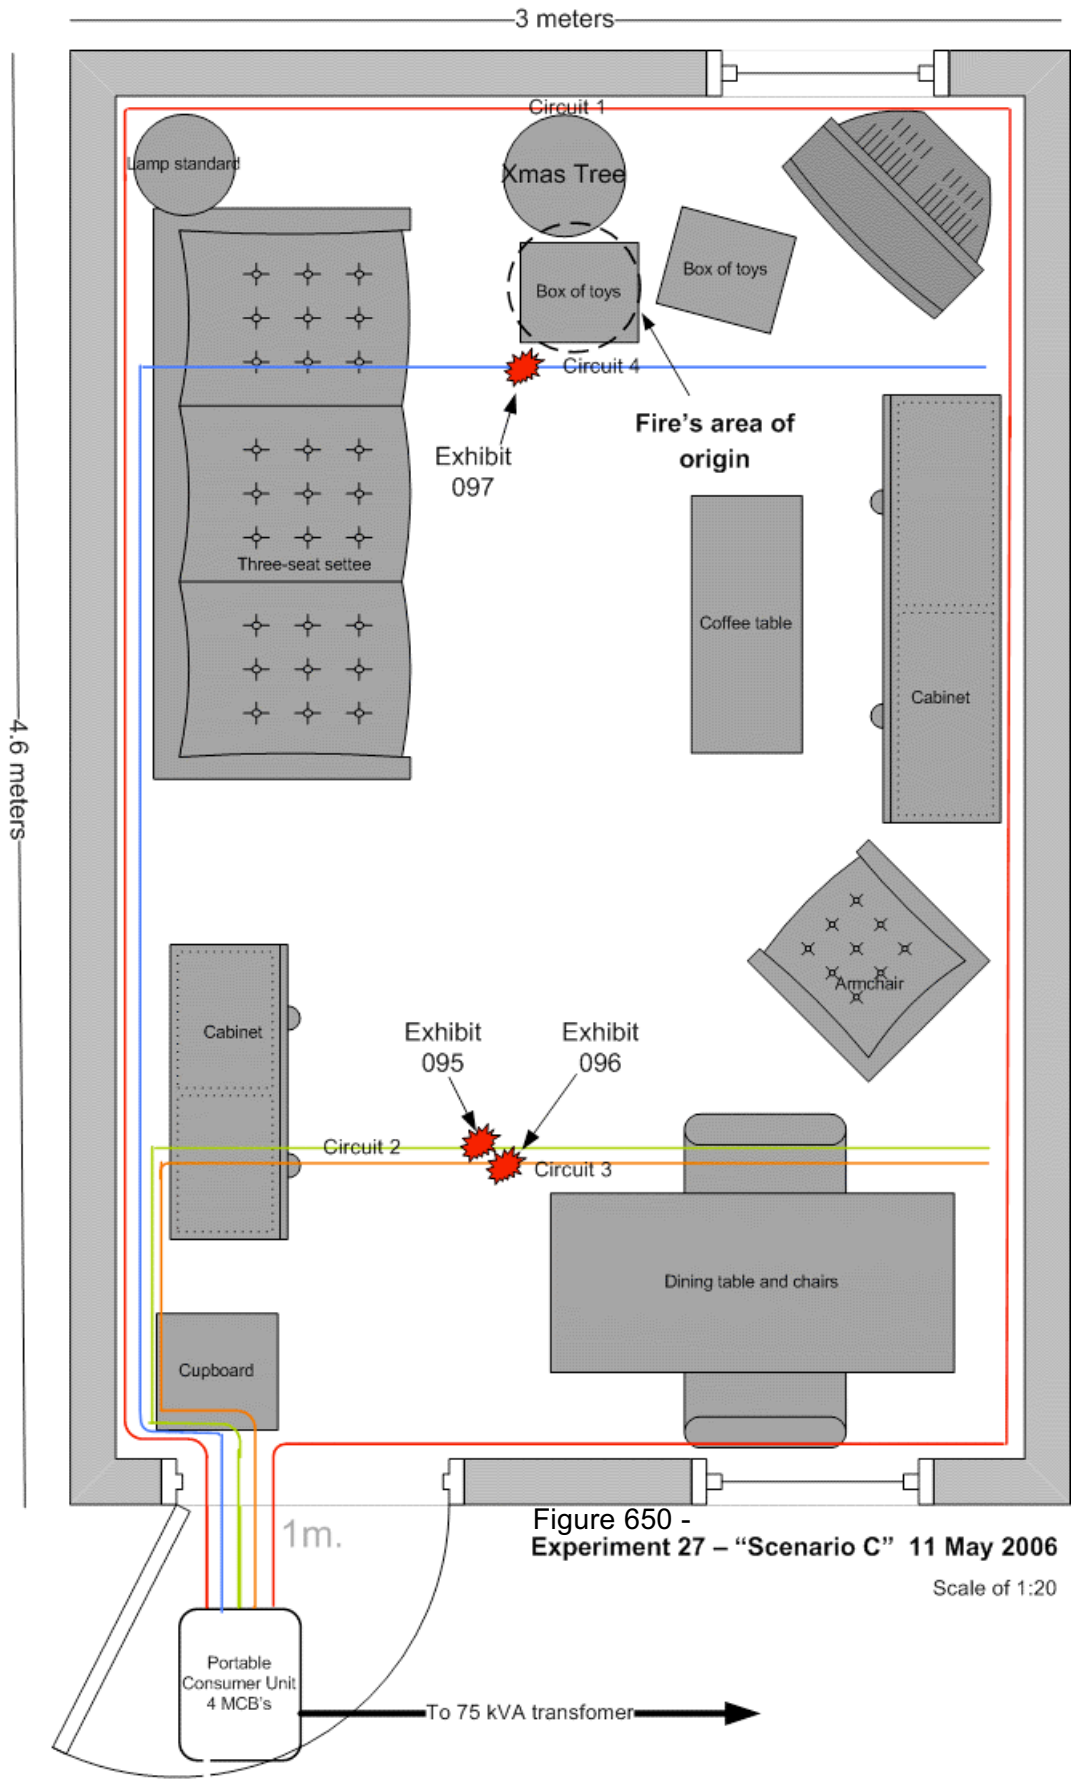 3 meters
Circuit 1
Lamp standard
Xmas Tree
Box of toys
Box of toys
Circuit 4
Fire's area of
origin
Exhibit
097
Three-seat settee
Coffee table
Cabinet
4.6 meters
Armchair
Cabinet
Exhibit
095
Exhibit
096
Circuit 2
Circuit 3
Dining table and chairs
Cupboard
1m.
Figure 650 -
Experiment 27 – “Scenario C” 11 May 2006
Scale of 1:20
Portable
Consumer Unit
4 MCB's
To 75 kVA transfomer